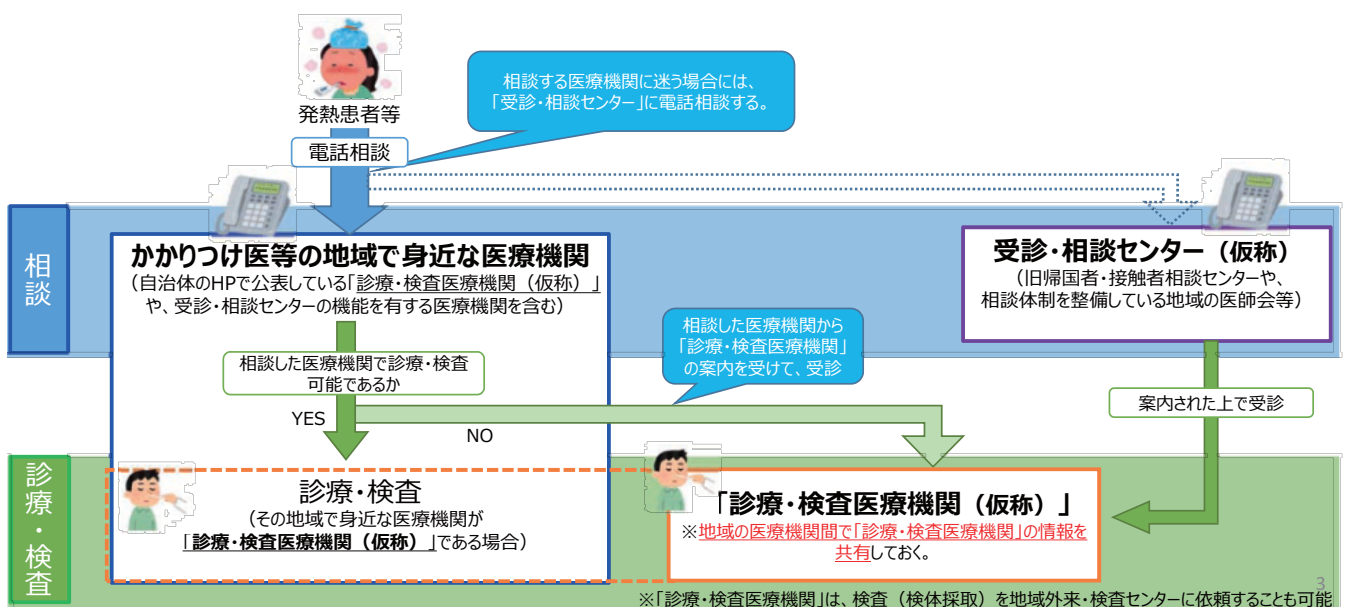 発熱患者等
相談する医療機関に迷う場合には、
「受診・相談センター」に電話相談する。
電話相談
相談
かかりつけ医等の地域で身近な医療機関
（自治体のHPで公表している「診療・検査医療機関（仮称）」
や、受診・相談センターの機能を有する医療機関を含む）
受診・相談センター（仮称）
（旧帰国者・接触者相談センターや、
相談体制を整備している地域の医師会等）
相談した医療機関から
「診療・検査医療機関」
の案内を受けて、受診
相談した医療機関で診療・検査
可能であるか
YES
NO
案内された上で受診
診療・検査
診療・検査
（その地域で身近な医療機関が
「診療・検査医療機関（仮称）」である場合）
「診療・検査医療機関（仮称）」
※地域の医療機関間で「診療・検査医療機関」の情報を
共有しておく。
3
※「診療・検査医療機関」は、検査（検体採取）を地域外来・検査センターに依頼することも可能